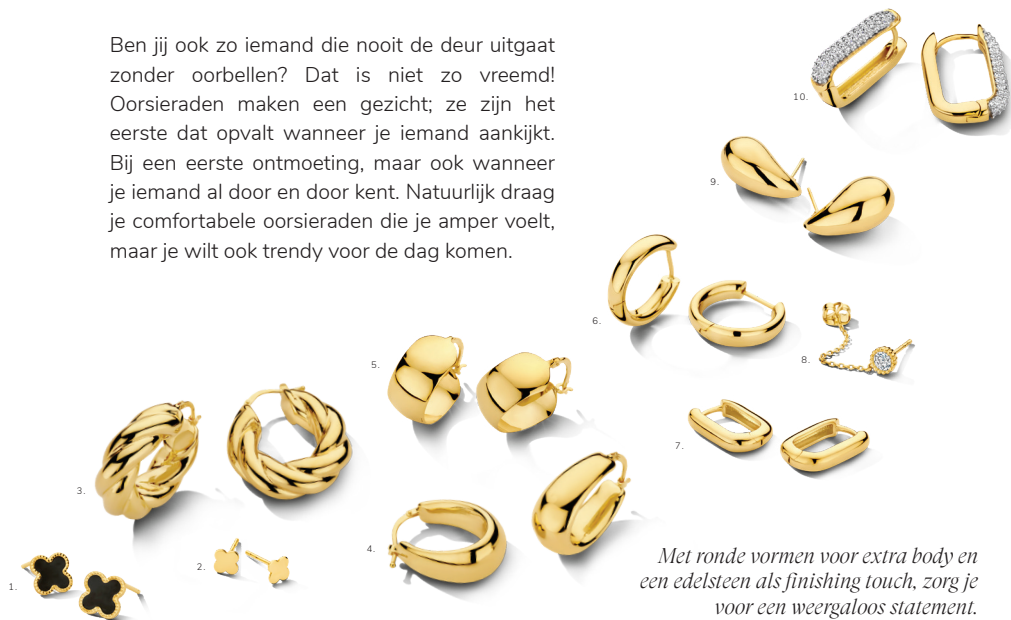 Ben jij ook zo iemand die nooit de deur uitgaat
zonder oorbellen? Dat is niet zo vreemd!
Oorsieraden maken een gezicht; ze zijn het
eerste dat opvalt wanneer je iemand aankijkt.
Bij een eerste ontmoeting, maar ook wanneer
je iemand al door en door kent. Natuurlijk draag
je comfortabele oorsieraden die je amper voelt,
maar je wilt ook trendy voor de dag komen.
10.
9.
6.
8.
5.
7.
3.
4.
2.
1.
Met ronde vormen voor extra body en
een edelsteen als finishing touch, zorg je
voor een weergaloos statement.